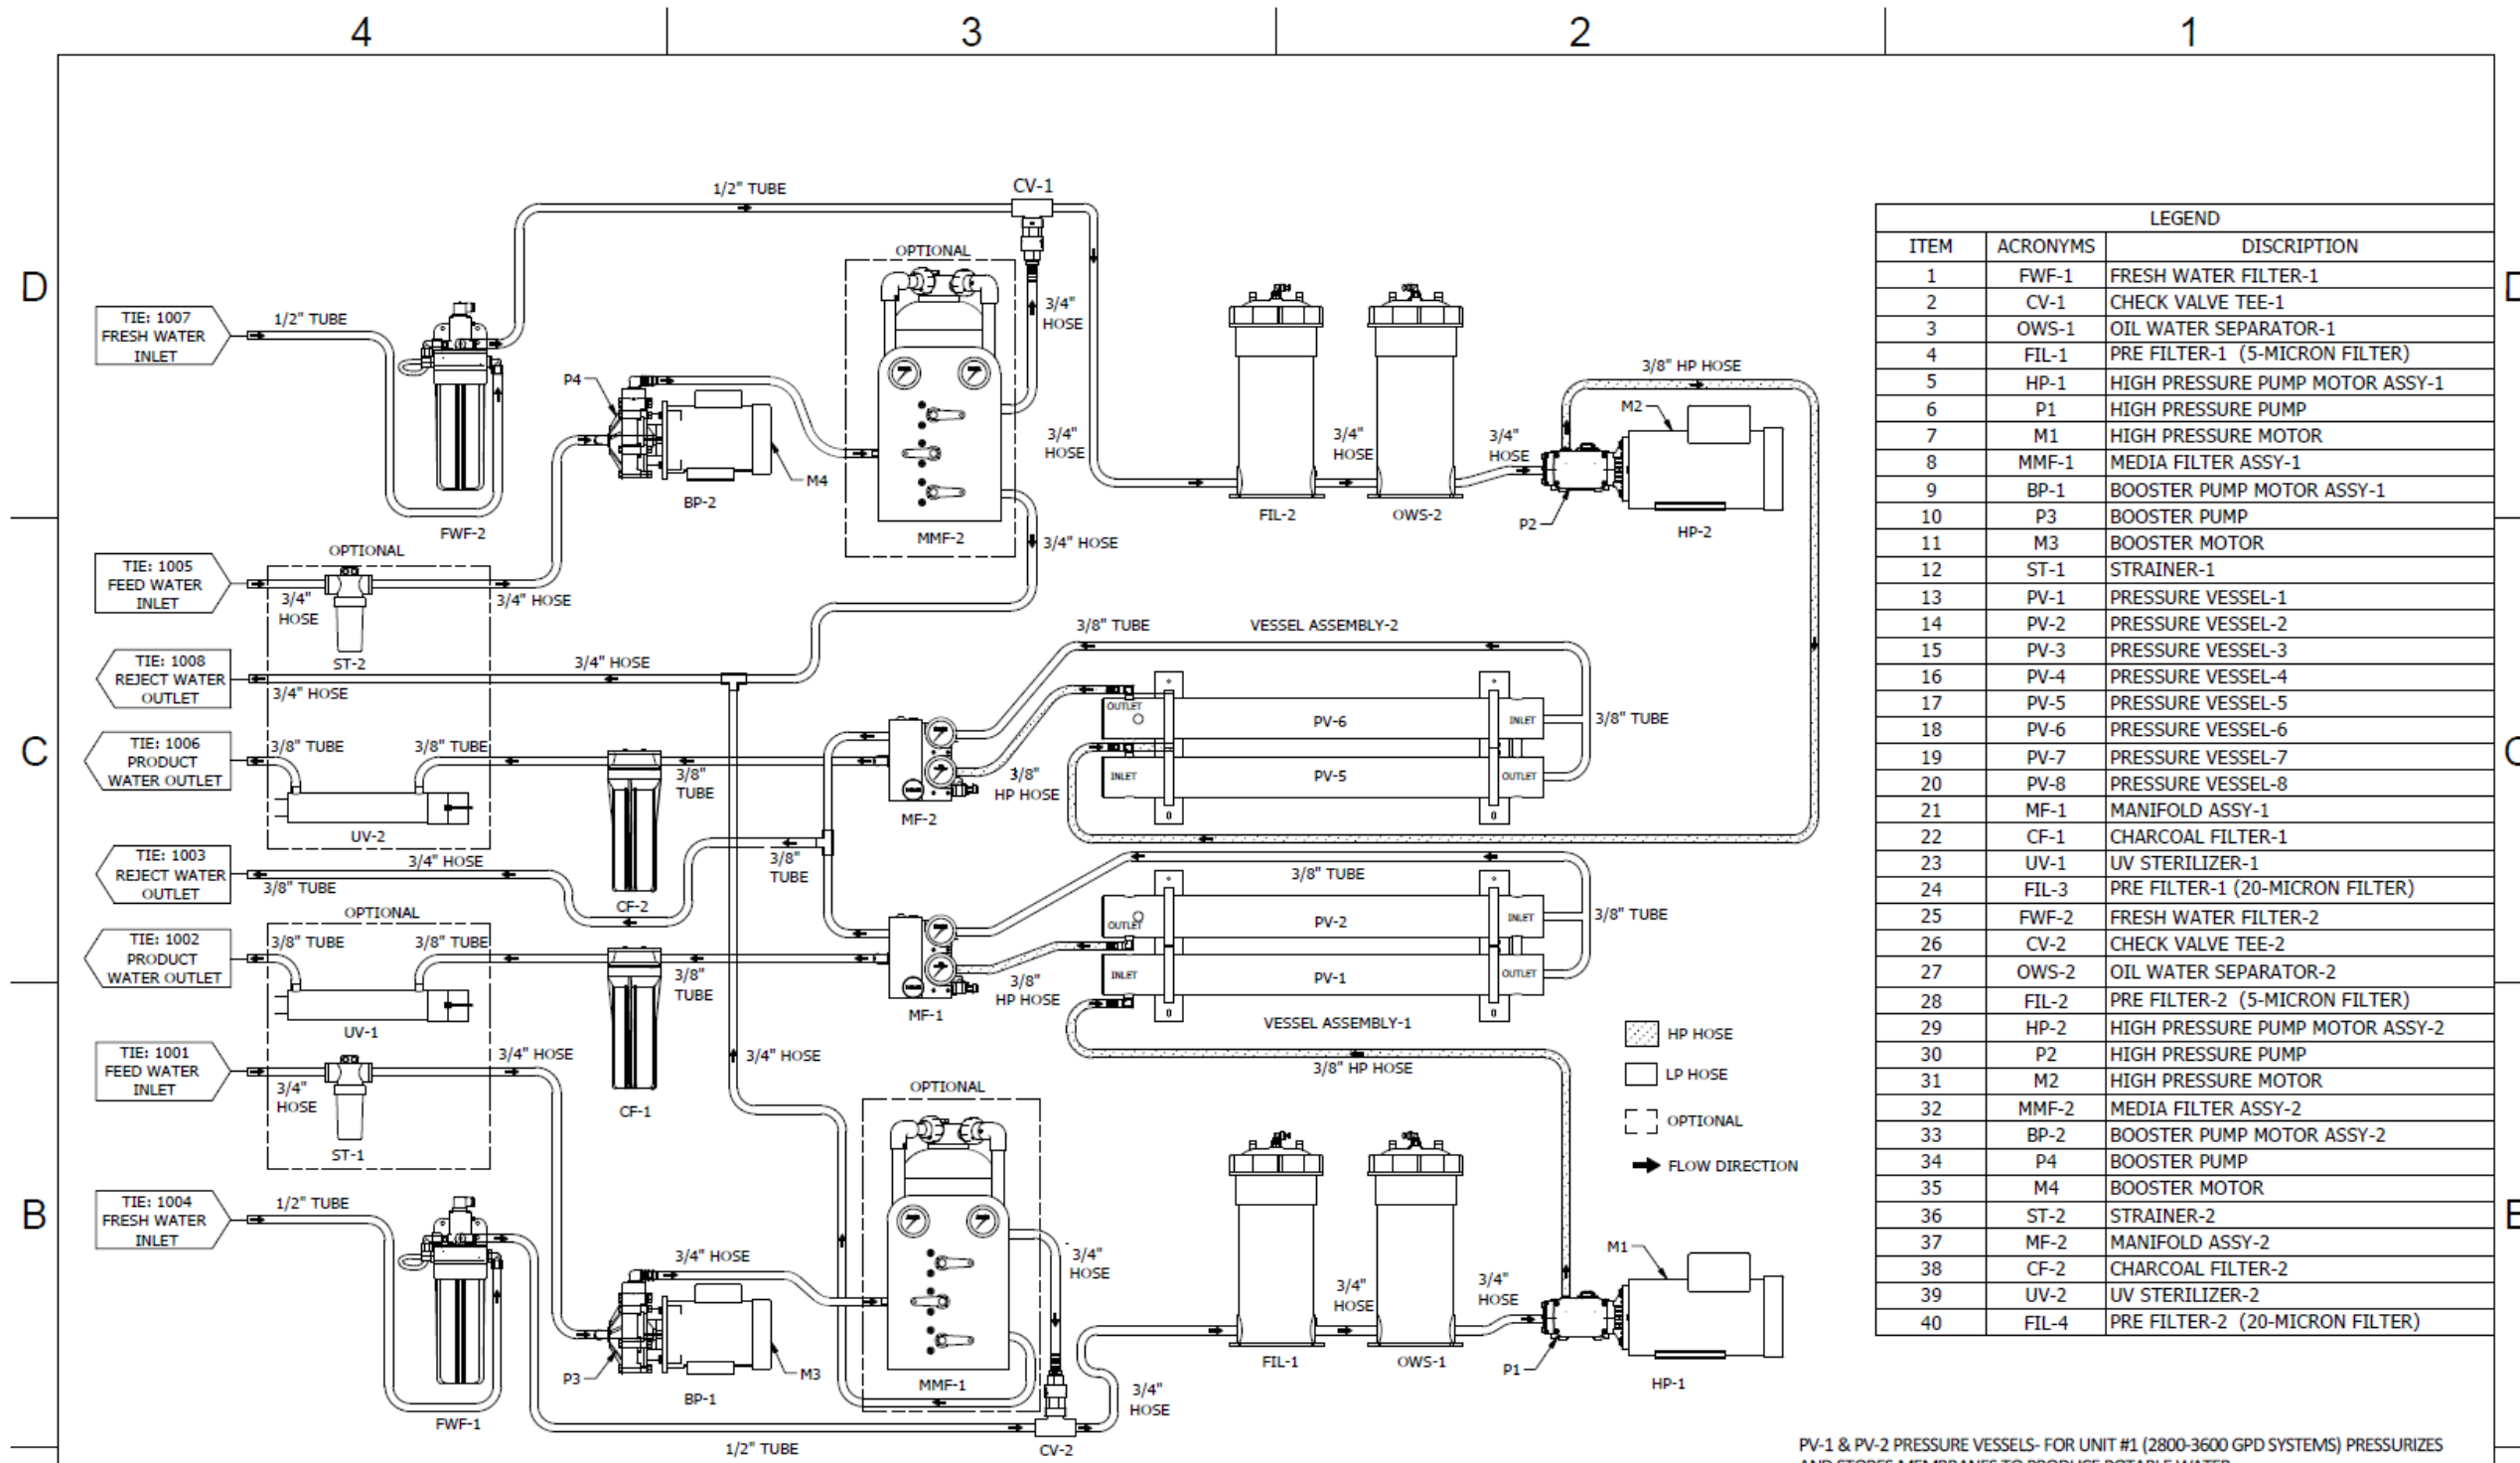 4 3 2 1
D
C
B
1/2" TUBE
CV-1
OPTIONAL
TIE: 1007
FRESH WATER
INLET
1/2" TUBE
3/4"
HOSE
P4
M4
BP-2
FWF-2
MMF-2
3/4"
HOSE
3/4" HOSE
FIL-2
3/4"
HOSE
OWS-2
3/4"
HOSE
3/8" HP HOSE
M2
P2
HP-2
OPTIONAL
TIE: 1005
FEED WATER
INLET
3/4"
HOSE
3/4" HOSE
ST-2
TIE: 1008
REJECT WATER
OUTLET
3/4" HOSE
3/4" HOSE
3/8" TUBE
VESSEL ASSEMBLY-2
OUTLET
PV-6
INLET
3/8" TUBE
INLET
PV-5
OUTLET
TIE: 1006
PRODUCT
WATER OUTLET
3/8" TUBE
3/8" TUBE
UV-2
3/8"
TUBE
MF-2
3/8"
HP HOSE
TIE: 1003
REJECT WATER
OUTLET
3/4" HOSE
3/8" TUBE
CF-2
3/8"
TUBE
3/8" TUBE
OUTLET
PV-2
INLET
3/8" TUBE
INLET
PV-1
OUTLET
OPTIONAL
TIE: 1002
PRODUCT
WATER OUTLET
3/8" TUBE
3/8" TUBE
UV-1
3/8"
TUBE
MF-1
3/8"
HP HOSE
VESSEL ASSEMBLY-1
3/8" HP HOSE
TIE: 1001
FEED WATER
INLET
3/4"
HOSE
3/4" HOSE
ST-1
CF-1
3/4" HOSE
OPTIONAL
HP HOSE
LP HOSE
OPTIONAL
FLOW DIRECTION
TIE: 1004
FRESH WATER
INLET
1/2" TUBE
FWF-1
3/4" HOSE
P3
M3
BP-1
MMF-1
3/4"
HOSE
1/2" TUBE
CV-2
3/4"
HOSE
FIL-1
3/4"
HOSE
OWS-1
3/4"
HOSE
M1
P1
HP-1
LEGEND
ITEM ACRONYMS DISCRIPTION
1 FWF-1 FRESH WATER FILTER-1
2 CV-1 CHECK VALVE TEE-1
3 OWS-1 OIL WATER SEPARATOR-1
4 FIL-1 PRE FILTER-1 (5-MICRON FILTER)
5 HP-1 HIGH PRESSURE PUMP MOTOR ASSY-1
6 P1 HIGH PRESSURE PUMP
7 M1 HIGH PRESSURE MOTOR
8 MMF-1 MEDIA FILTER ASSY-1
9 BP-1 BOOSTER PUMP MOTOR ASSY-1
10 P3 BOOSTER PUMP
11 M3 BOOSTER MOTOR
12 ST-1 STRAINER-1
13 PV-1 PRESSURE VESSEL-1
14 PV-2 PRESSURE VESSEL-2
15 PV-3 PRESSURE VESSEL-3
16 PV-4 PRESSURE VESSEL-4
17 PV-5 PRESSURE VESSEL-5
18 PV-6 PRESSURE VESSEL-6
19 PV-7 PRESSURE VESSEL-7
20 PV-8 PRESSURE VESSEL-8
21 MF-1 MANIFOLD ASSY-1
22 CF-1 CHARCOAL FILTER-1
23 UV-1 UV STERILIZER-1
24 FIL-3 PRE FILTER-1 (20-MICRON FILTER)
25 FWF-2 FRESH WATER FILTER-2
26 CV-2 CHECK VALVE TEE-2
27 OWS-2 OIL WATER SEPARATOR-2
28 FIL-2 PRE FILTER-2 (5-MICRON FILTER)
29 HP-2 HIGH PRESSURE PUMP MOTOR ASSY-2
30 P2 HIGH PRESSURE PUMP
31 M2 HIGH PRESSURE MOTOR
32 MMF-2 MEDIA FILTER ASSY-2
33 BP-2 BOOSTER PUMP MOTOR ASSY-2
34 P4 BOOSTER PUMP
35 M4 BOOSTER MOTOR
36 ST-2 STRAINER-2
37 MF-2 MANIFOLD ASSY-2
38 CF-2 CHARCOAL FILTER-2
39 UV-2 UV STERILIZER-2
40 FIL-4 PRE FILTER-2 (20-MICRON FILTER)
PV-1 & PV-2 PRESSURE VESSELS- FOR UNIT #1 (2800-3600 GPD SYSTEMS) PRESSURIZES
AND STORES MEMBRANES TO PRODUCE POTABLE WATER